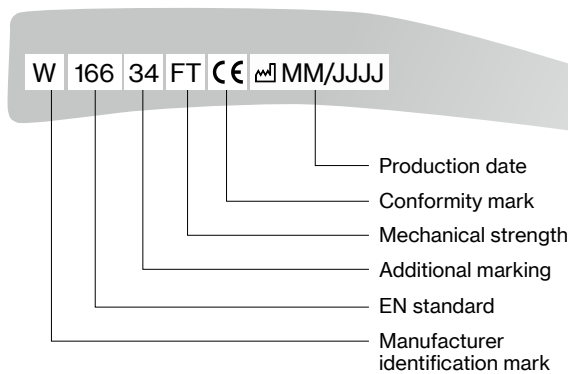 W 166 34 FT CE MM/JJJJ
Production date
Conformity mark
Mechanical strength
Additional marking
EN standard
Manufacturer
identification mark